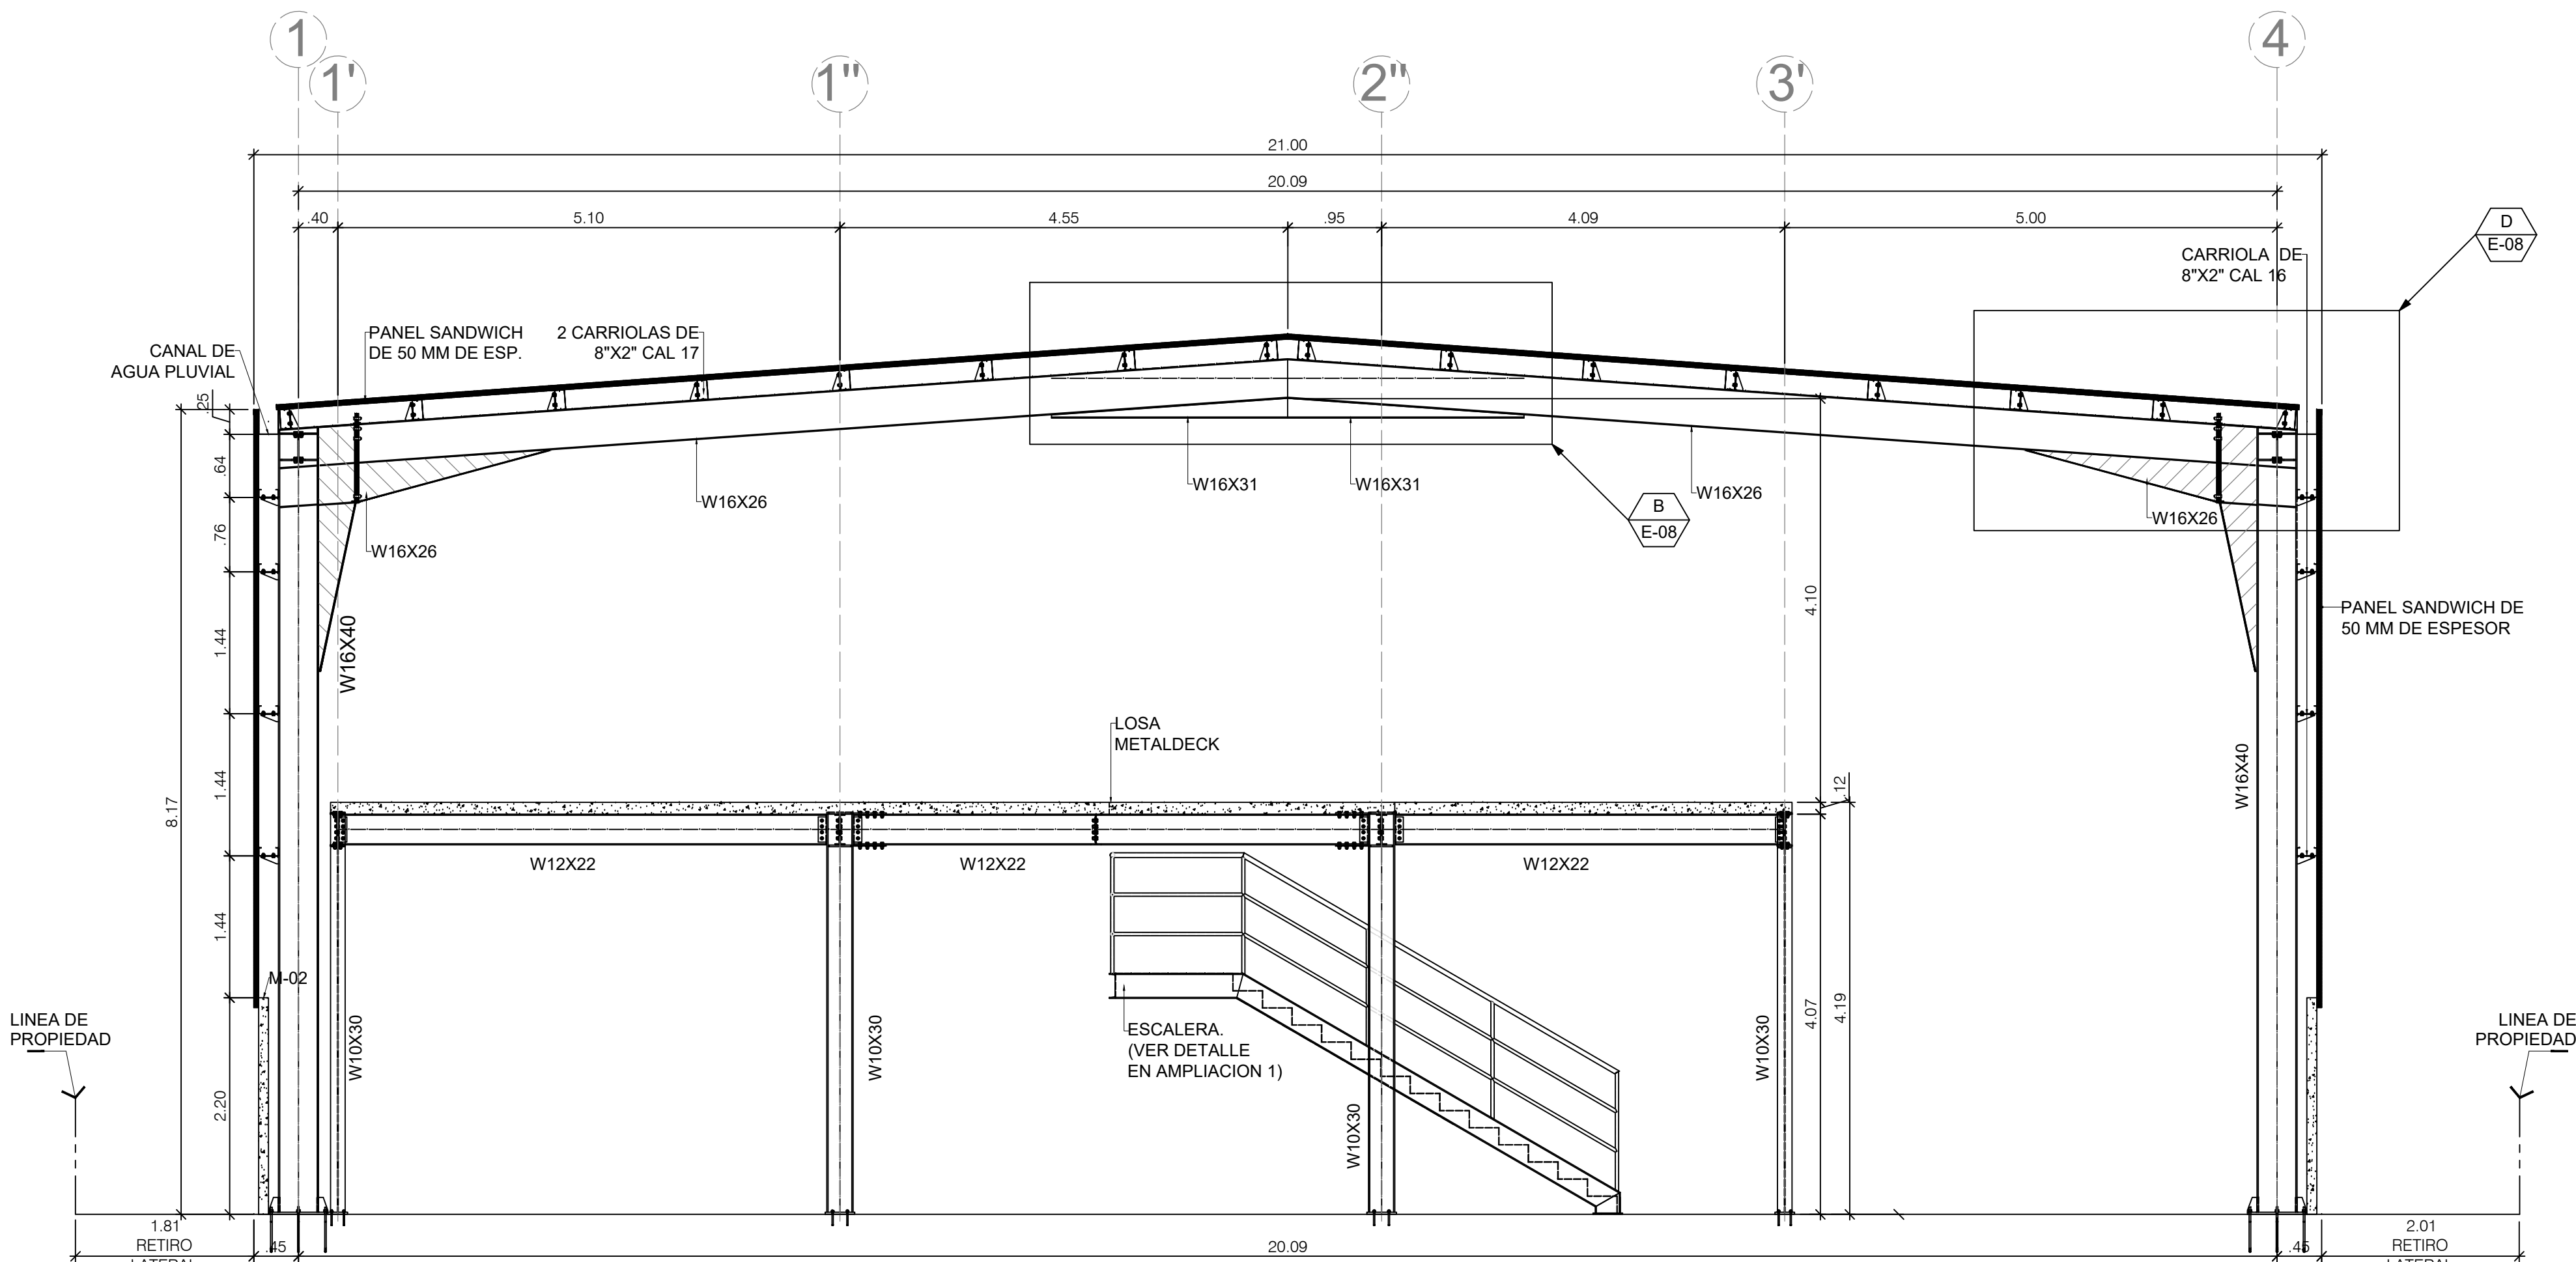 1
4
1'
1"
2"
3'
21.00
20.09
.40
5.10
4.55
.95
4.09
5.00
D
E-08
CARRIOLA DE
8"X2" CAL 16
PANEL SANDWICH
DE 50 MM DE ESP.
2 CARRIOLAS DE
8"X2" CAL 17
CANAL DE
AGUA PLUVIAL
.25
.64
.76
1.44
1.44
1.44
2.20
8.17
W16X26
W16X26
W16X31
W16X31
W16X26
W16X26
B
E-08
W16X40
W16X40
4.10
PANEL SANDWICH DE
50 MM DE ESPESOR
LOSA
METALDECK
.12
W12X22
W12X22
W12X22
M-02
LINEA DE
PROPIEDAD
LINEA DE
PROPIEDAD
W10X30
W10X30
W10X30
W10X30
4.07
4.19
ESCALERA.
(VER DETALLE
EN AMPLIACION 1)
1.81
RETIRO
LATERAL
.45
20.09
.45
2.01
RETIRO
LATERAL